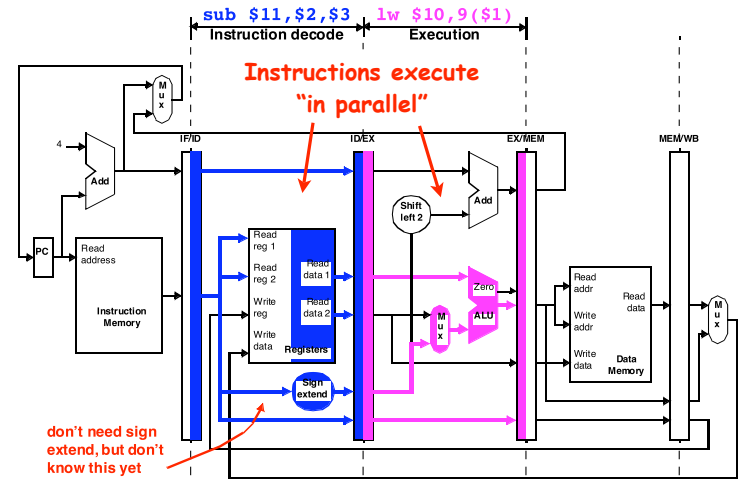 sub $11,$2,$3
lw $10,9($1)
Instruction decode
Execution
Instructions execute
“in parallel”
M
u
x
4
Add
IF/ID
ID/EX
EX/MEM
MEM/WB
PC
Read
address
Instruction
Memory
Read
reg 1
Read
reg 2
Write
reg
Write
data
Read
data 1
Read
data 2
Registers
Sign
extend
Shift
left 2
Add
M
u
x
Zero
ALU
Read
addr
Write
addr
Write
data
Read
data
Data
Memory
M
u
x
don’t need sign
extend, but don’t
know this yet